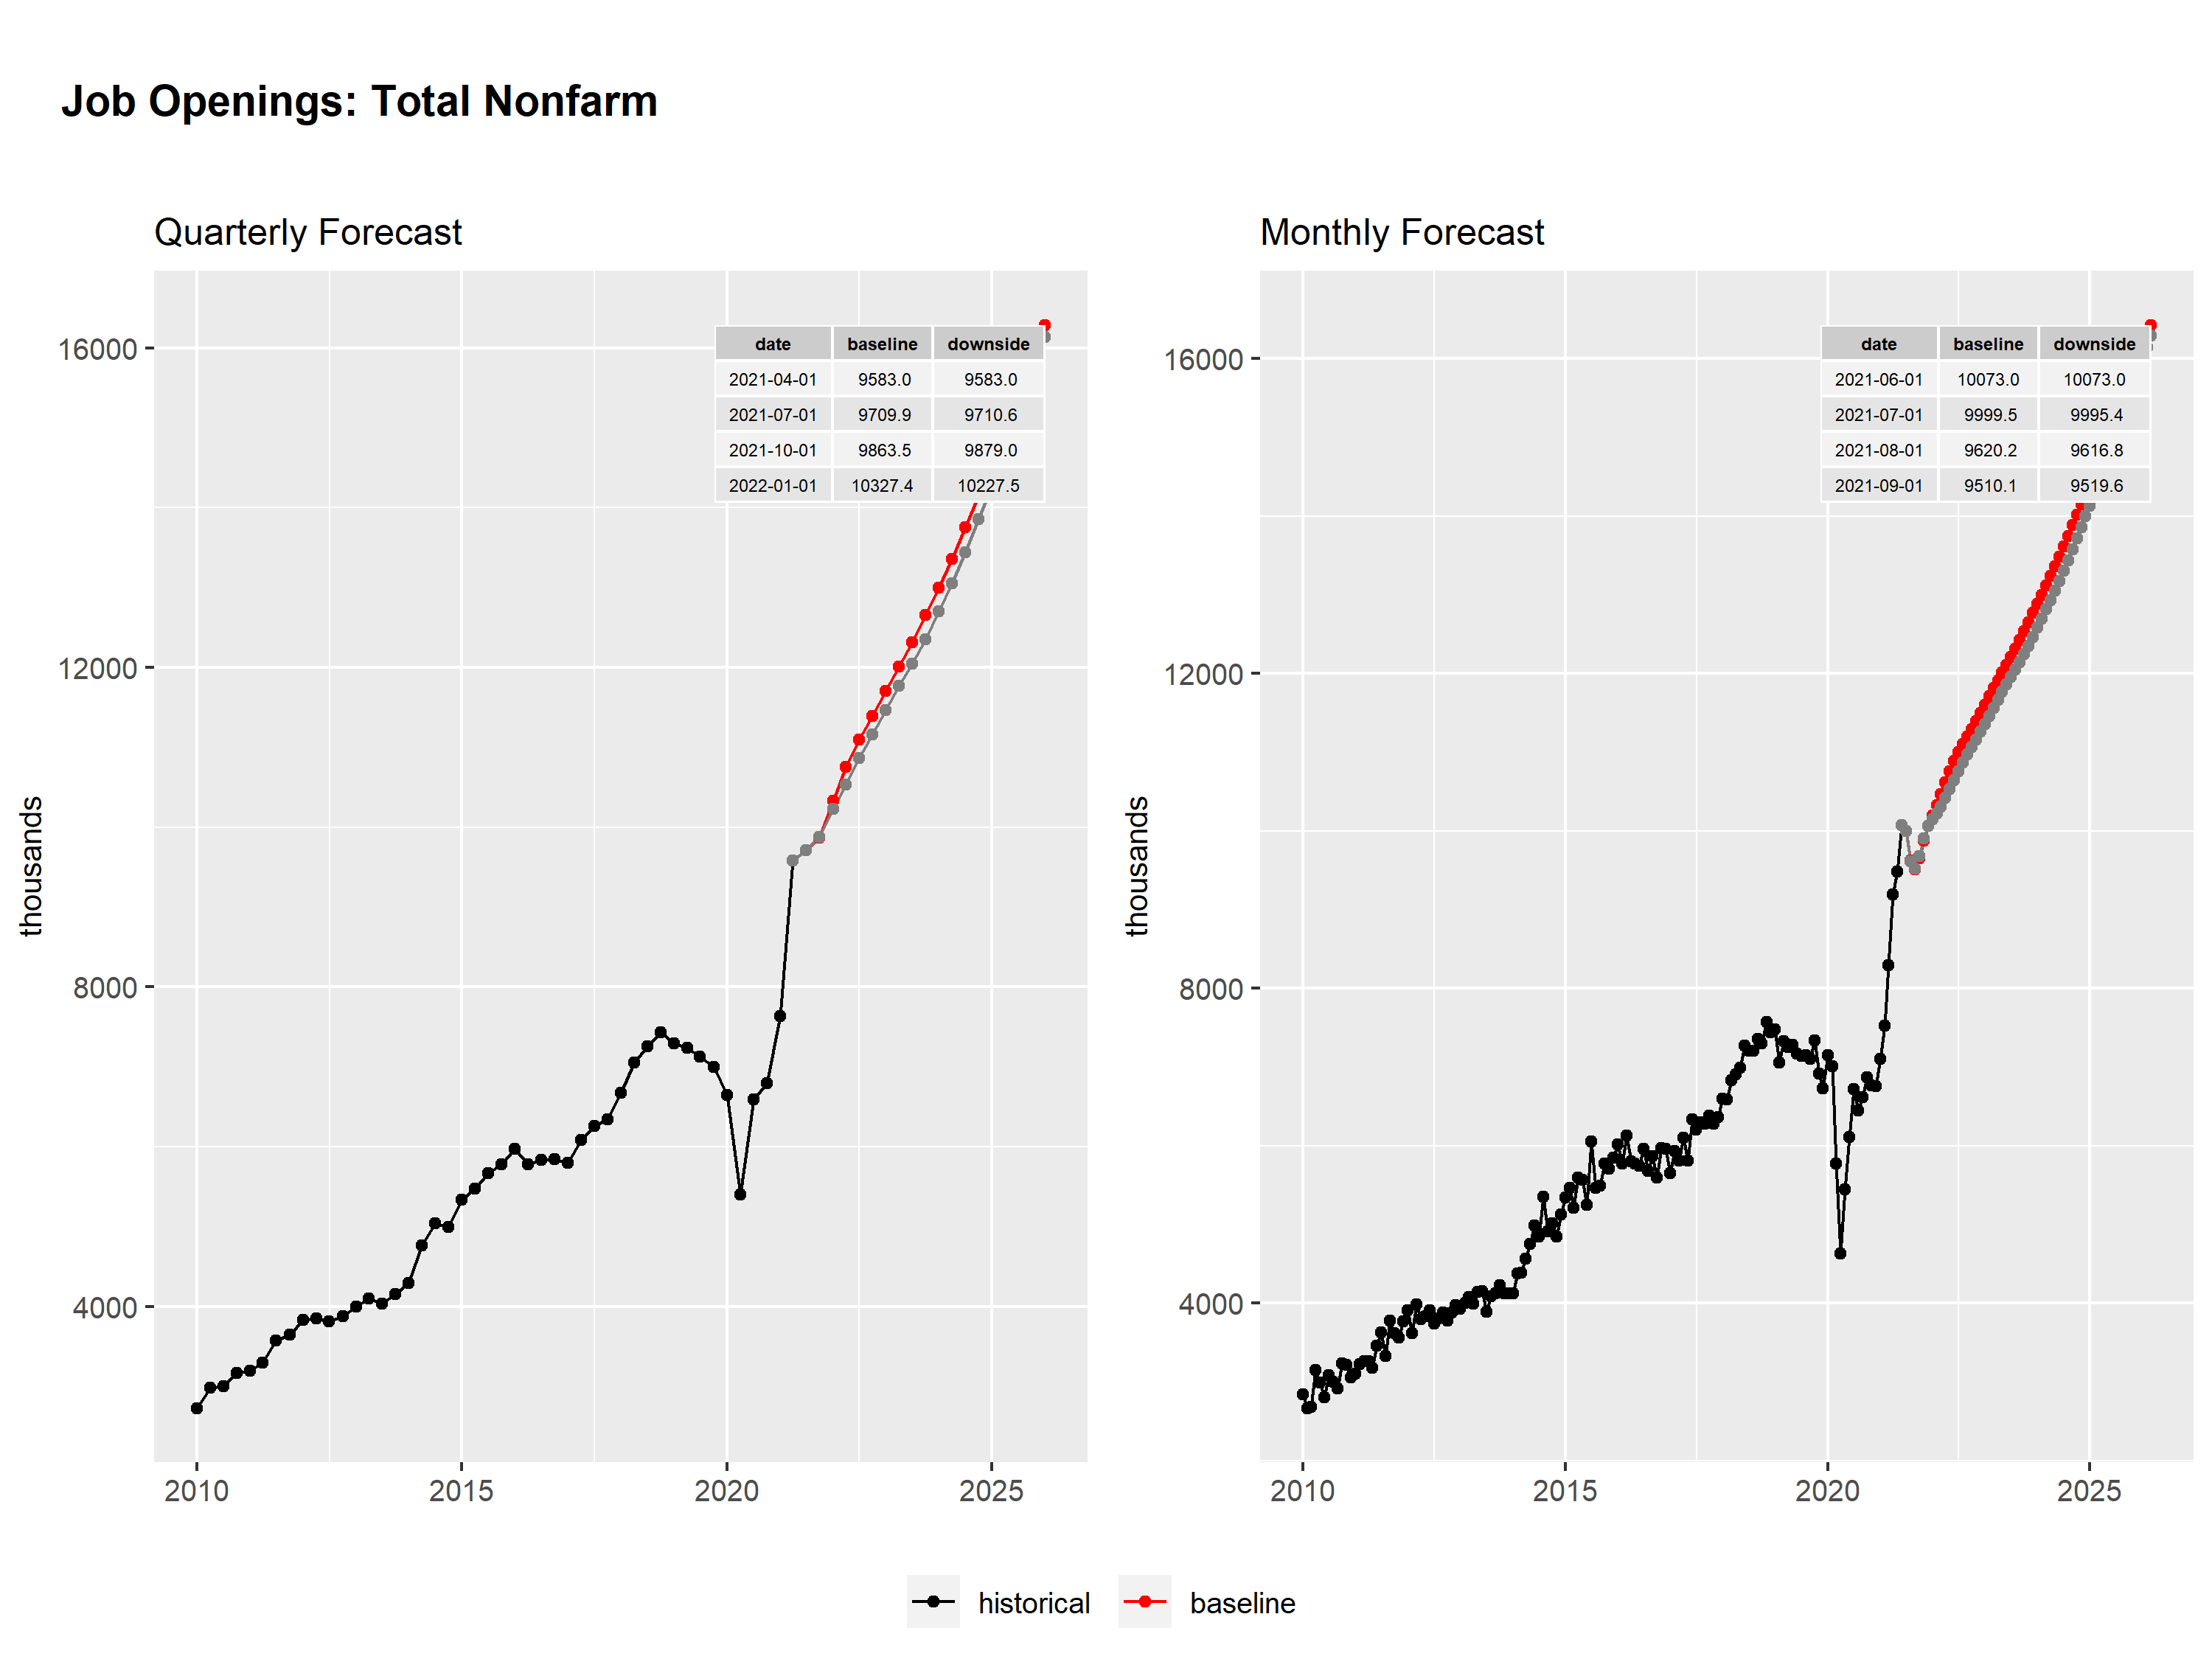 Job Openings: Total Nonfarm
Quarterly Forecast
thousands
16000
12000
8000
4000
2010 2015 2020 2025
date baseline downside
2021-04-01 9583.0 9583.0
2021-07-01 9709.9 9710.6
2021-10-01 9863.5 9879.0
2022-01-01 10327.4 10227.5
Monthly Forecast
thousands
16000
12000
8000
4000
2010 2015 2020 2025
date baseline downside
2021-06-01 10073.0 10073.0
2021-07-01 9999.5 9995.4
2021-08-01 9620.2 9616.8
2021-09-01 9510.1 9519.6
historical baseline